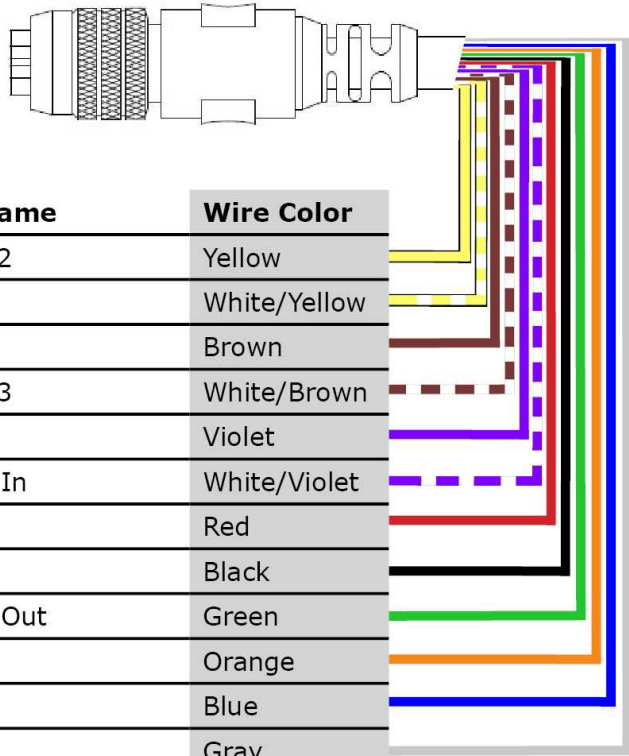 ame Wire Color
2 Yellow
White/Yellow
Brown
3 White/Brown
Violet
In White/Violet
Red
Black
Out Green
Orange
Blue
Gray